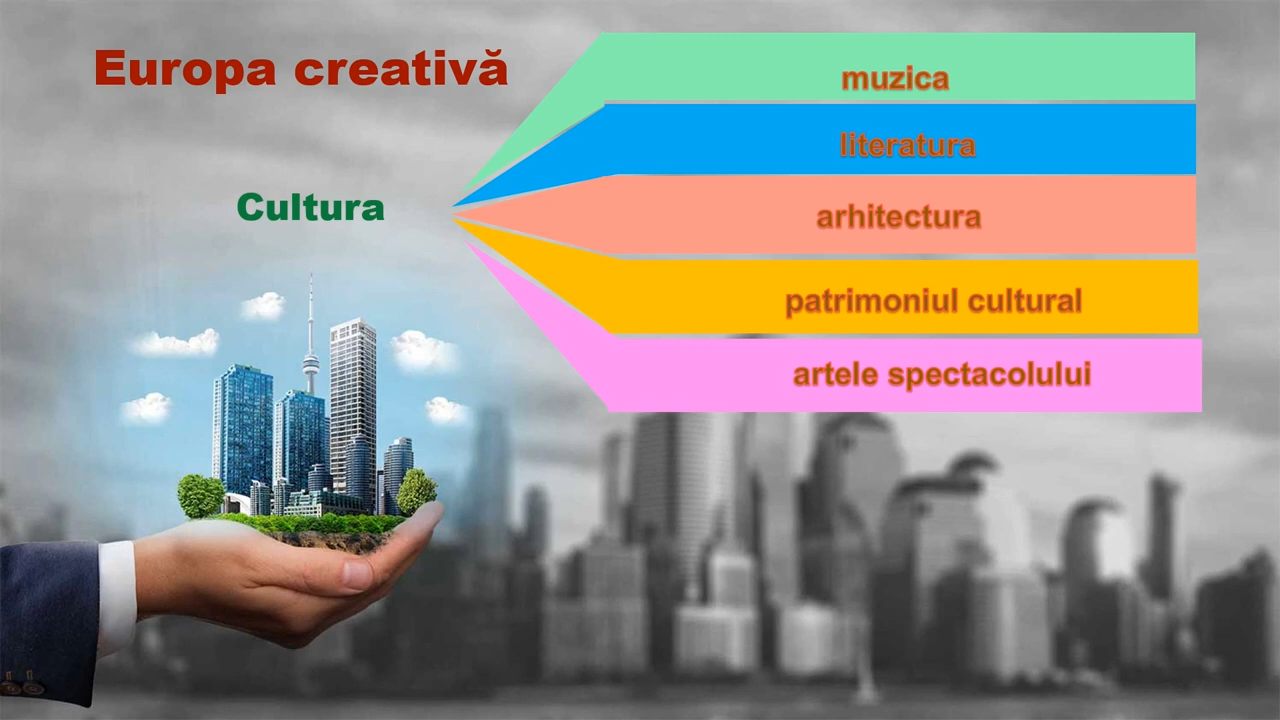 Europa creativă
Cultura
muzica
literatura
arhitectura
patrimoniul cultural
artele spectacolului